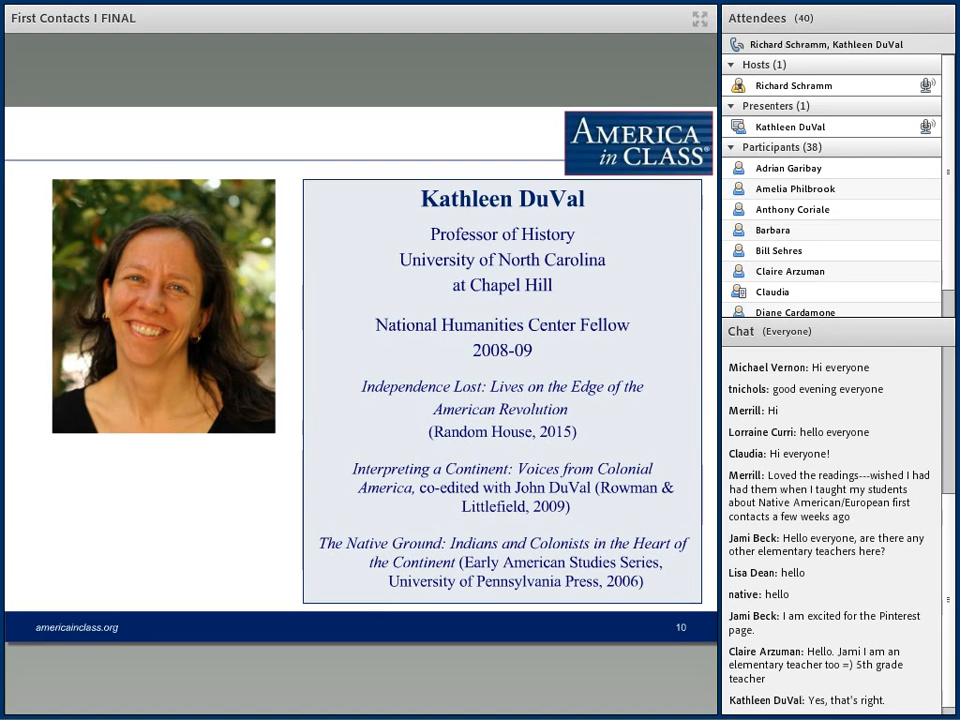 First Contacts I FINAL
AMERICA
in CLASS®
Kathleen DuVal
Professor of History
University of North Carolina
at Chapel Hill
National Humanities Center Fellow
2008-09
Independence Lost: Lives on the Edge of the
American Revolution
(Random House, 2015)
Interpreting a Continent: Voices from Colonial
America, co-edited with John DuVal (Rowman &
Littlefield, 2009)
The Native Ground: Indians and Colonists in the Heart of
the Continent (Early American Studies Series,
University of Pennsylvania Press, 2006)
americainclass.org
10
Attendees (40)
Richard Schramm, Kathleen DuVal
Hosts (1)
Richard Schramm
Presenters (1)
Kathleen DuVal
Participants (38)
Adrian Garibay
Amelia Philbrook
Anthony Coriale
Barbara
Bill Sehres
Claire Arzuman
Claudia
Diane Cardamone
Chat (Everyone)
Michael Vernon: Hi everyone
tnichols: good evening everyone
Merrill: Hi
Lorraine Curri: hello everyone
Claudia: Hi everyone!
Merrill: Loved the readings---wished I had
had them when I taught my students
about Native American/European first
contacts a few weeks ago
Jami Beck: Hello everyone, are there any
other elementary teachers here?
Lisa Dean: hello
native: hello
Jami Beck: I am excited for the Pinterest
page.
Claire Arzuman: Hello. Jami I am an
elementary teacher too =) 5th grade
teacher
Kathleen DuVal: Yes, that's right.